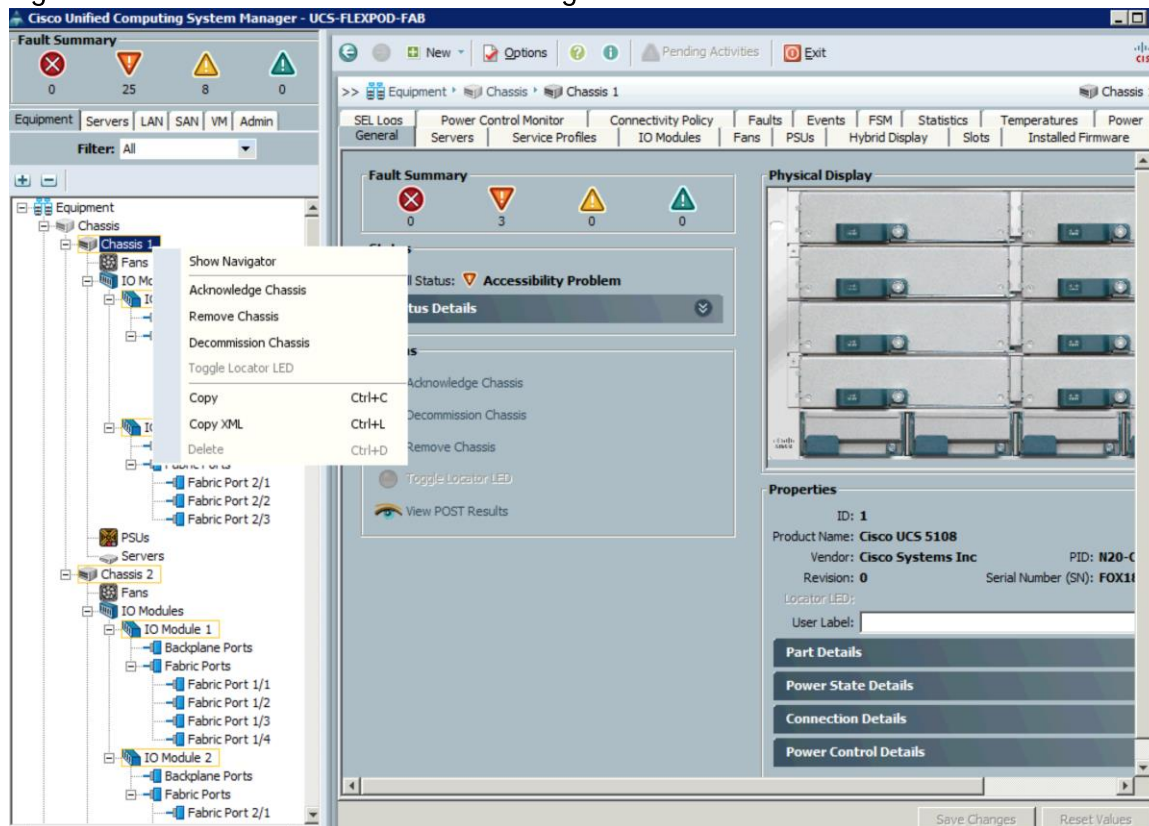 Cisco Unified Computing System Manager - UCS-FLEXPOD-FAB
Fault Summary
0 25 8 0
New Options Pending Activities Exit
>> Equipment Chassis Chassis 1
Chassis
Equipment Servers LAN SAN VM Admin
Filter: All
SEL Logs Power Control Monitor Connectivity Policy Faults Events FSM Statistics Temperatures Power
General Servers Service Profiles IO Modules Fans PSUs Hybrid Display Slots Installed Firmware
Equipment
Chassis
Chassis 1
Fans
Show Navigator
Acknowledge Chassis
Remove Chassis
Decommission Chassis
Toggle Locator LED
Copy Ctrl+C
Copy XML Ctrl+L
Delete Ctrl+D
Fabric Port 2/1
Fabric Port 2/2
Fabric Port 2/3
PSUs
Servers
Chassis 2
Fans
IO Modules
IO Module 1
Backplane Ports
Fabric Ports
Fabric Port 1/1
Fabric Port 1/2
Fabric Port 1/3
Fabric Port 1/4
IO Module 2
Backplane Ports
Fabric Ports
Fabric Port 2/1
Fault Summary
0 3 0 0
Status: Accessibility Problem
Details
Acknowledge Chassis
Decommission Chassis
Remove Chassis
Toggle Locator LED
View POST Results
Physical Display
Properties
ID: 1
Product Name: Cisco UCS 5108
Vendor: Cisco Systems Inc PID: N20-C
Revision: 0 Serial Number (SN): FOX18
Locator LED:
User Label:
Part Details
Power State Details
Connection Details
Power Control Details
Save Changes Reset Values